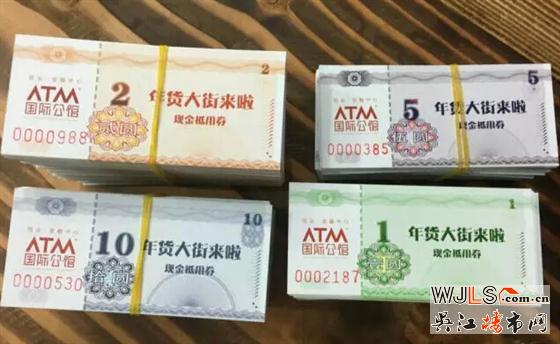 2
ATM
国际公馆
0000988
2
贰圆
年货大街来啦
现金抵用券
5
ATM
国际公馆
0000385
5
伍圆
年货大街来啦
现金抵用券
10
ATM
国际公馆
0000530
10
年货大街来啦
现金抵用券
1
ATM
国际公馆
0002187
1
壹圆
年货大街来啦
现金抵用券
WJLS.com.cn
吴江楼市网